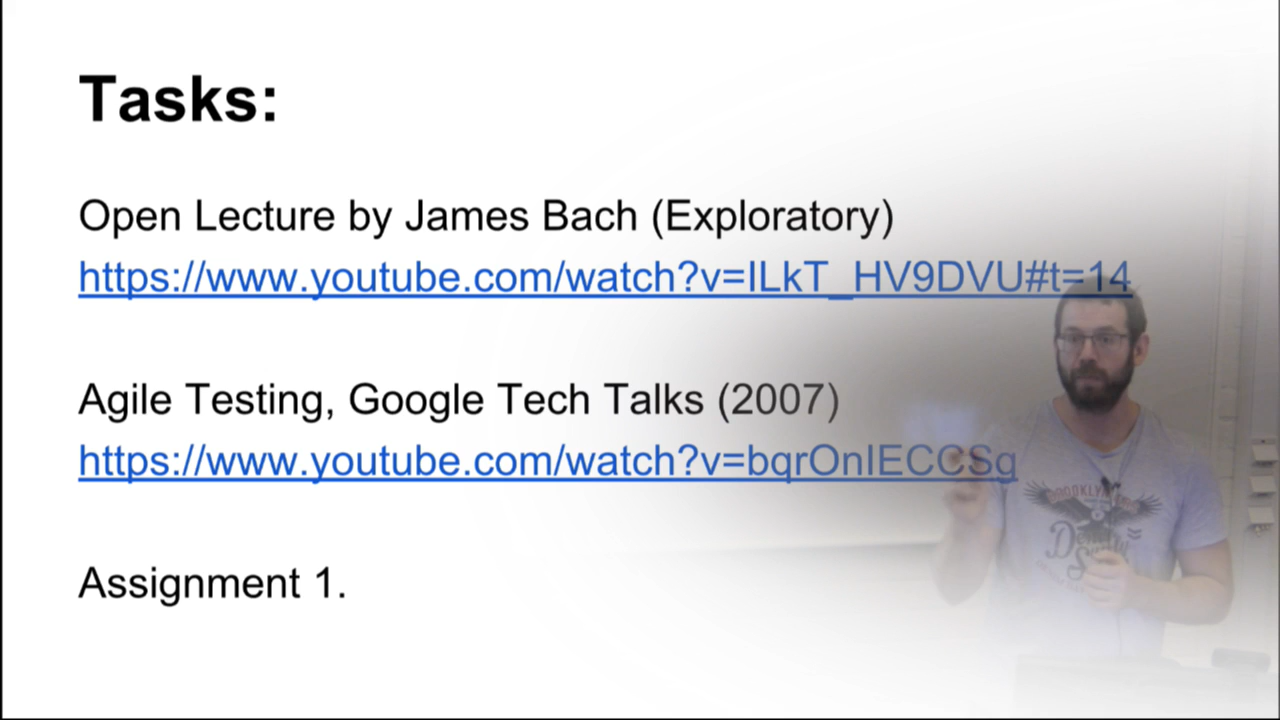 Tasks:
Open Lecture by James Bach (Exploratory)
https://www.youtube.com/watch?v=ILkT_HV9DVU#t=14
Agile Testing, Google Tech Talks (2007)
https://www.youtube.com/watch?v=bqrOnIECCSg
Assignment 1.